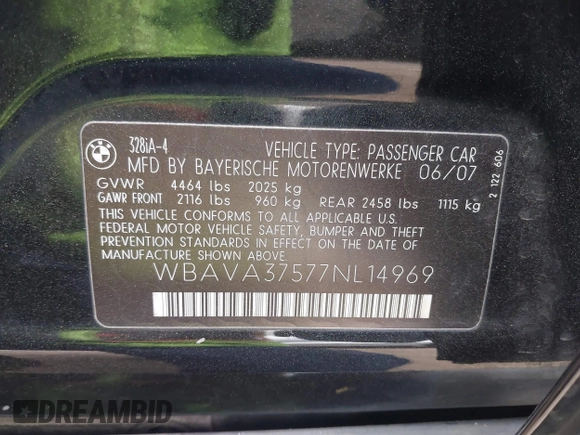 328iA-4 VEHICLE TYPE: PASSENGER CAR
MFD BY BAYERISCHE MOTORENWERKE 06/07
GVWR 4464 lbs 2025 kg
GAWR FRONT 2116 lbs 960 kg REAR 2458 lbs 1115 kg
THIS VEHICLE CONFORMS TO ALL APPLICABLE U.S.
FEDERAL MOTOR VEHICLE SAFETY, BUMPER AND THEFT
PREVENTION STANDARDS IN EFFECT ON THE DATE OF
MANUFACTURE SHOWN ABOVE.
WBAVA37577NL14969
2 122 606
BMW
DREAMBID